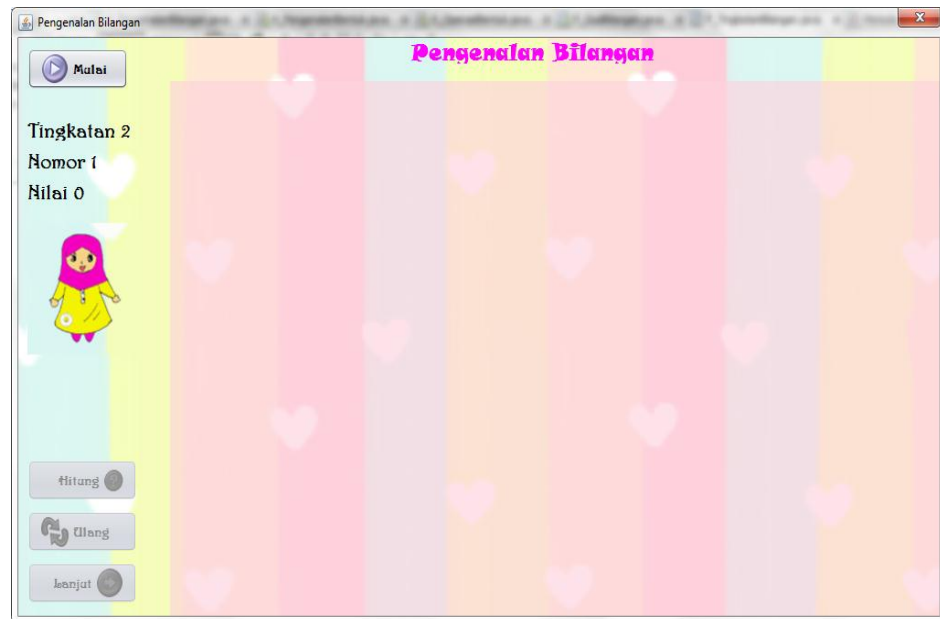 Pengenalan Bilangan
Pengenalan Bilangan
Mulai
Tingkatan 2
Nomor 1
Nilai 0
Hitung
Ulang
Lanjut